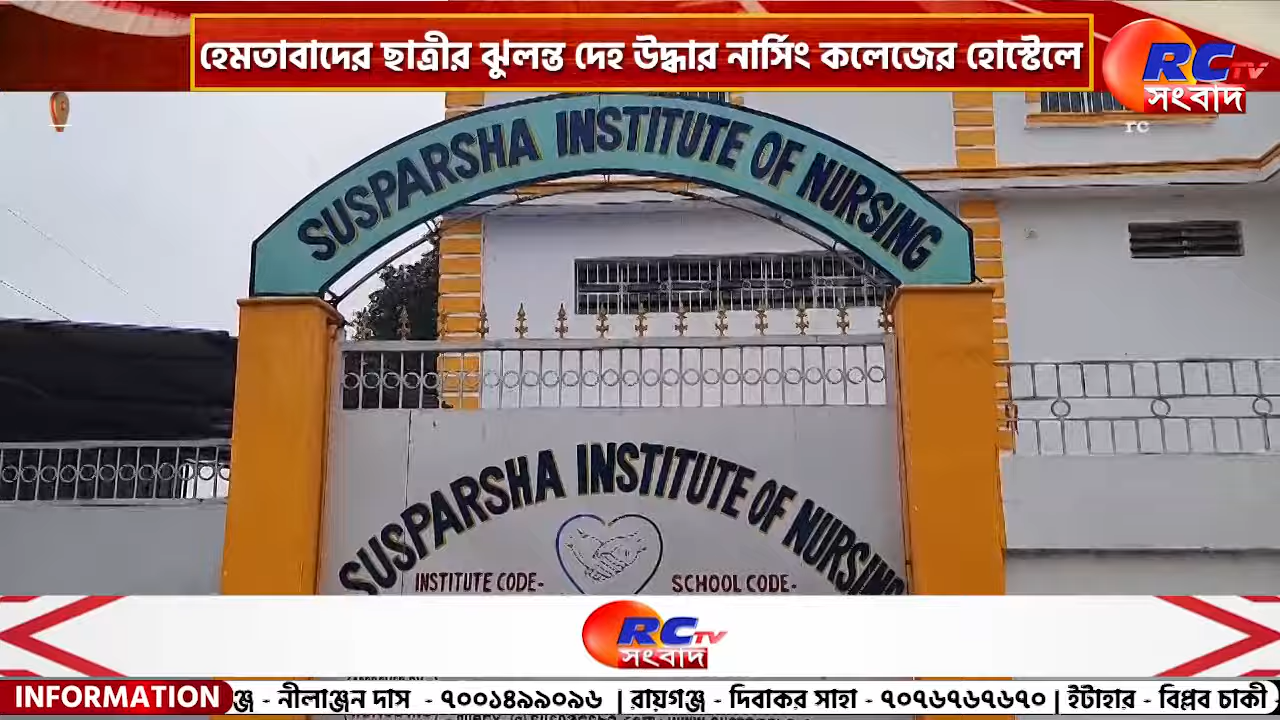 হেমতাবাদের ছাত্রীর ঝুলন্ত দেহ উদ্ধার নার্সিং কলেজের হোস্টেলে
RC TV
সংবাদ
rc
SUSPARSHA INSTITUTE OF NURSING
SUSPARSHA INSTITUTE OF NURSING
INSTITUTE CODE- SCHOOL CODE-
RC TV
সংবাদ
INFORMATION ঞ্জ - নীলাঞ্জন দাস - ৭০০১৪৯৯০৯৬ | রায়গঞ্জ - দিবাকর সাহা - ৭০৭৬৭৬৭৬৭০ | ইটাহার - বিপ্লব চাকী